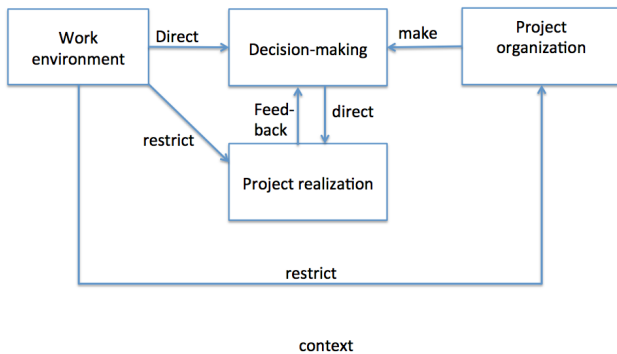 Work
environment
Direct
Decision-making
make
Project
organization
Feed-
back
direct
restrict
Project realization
restrict
context